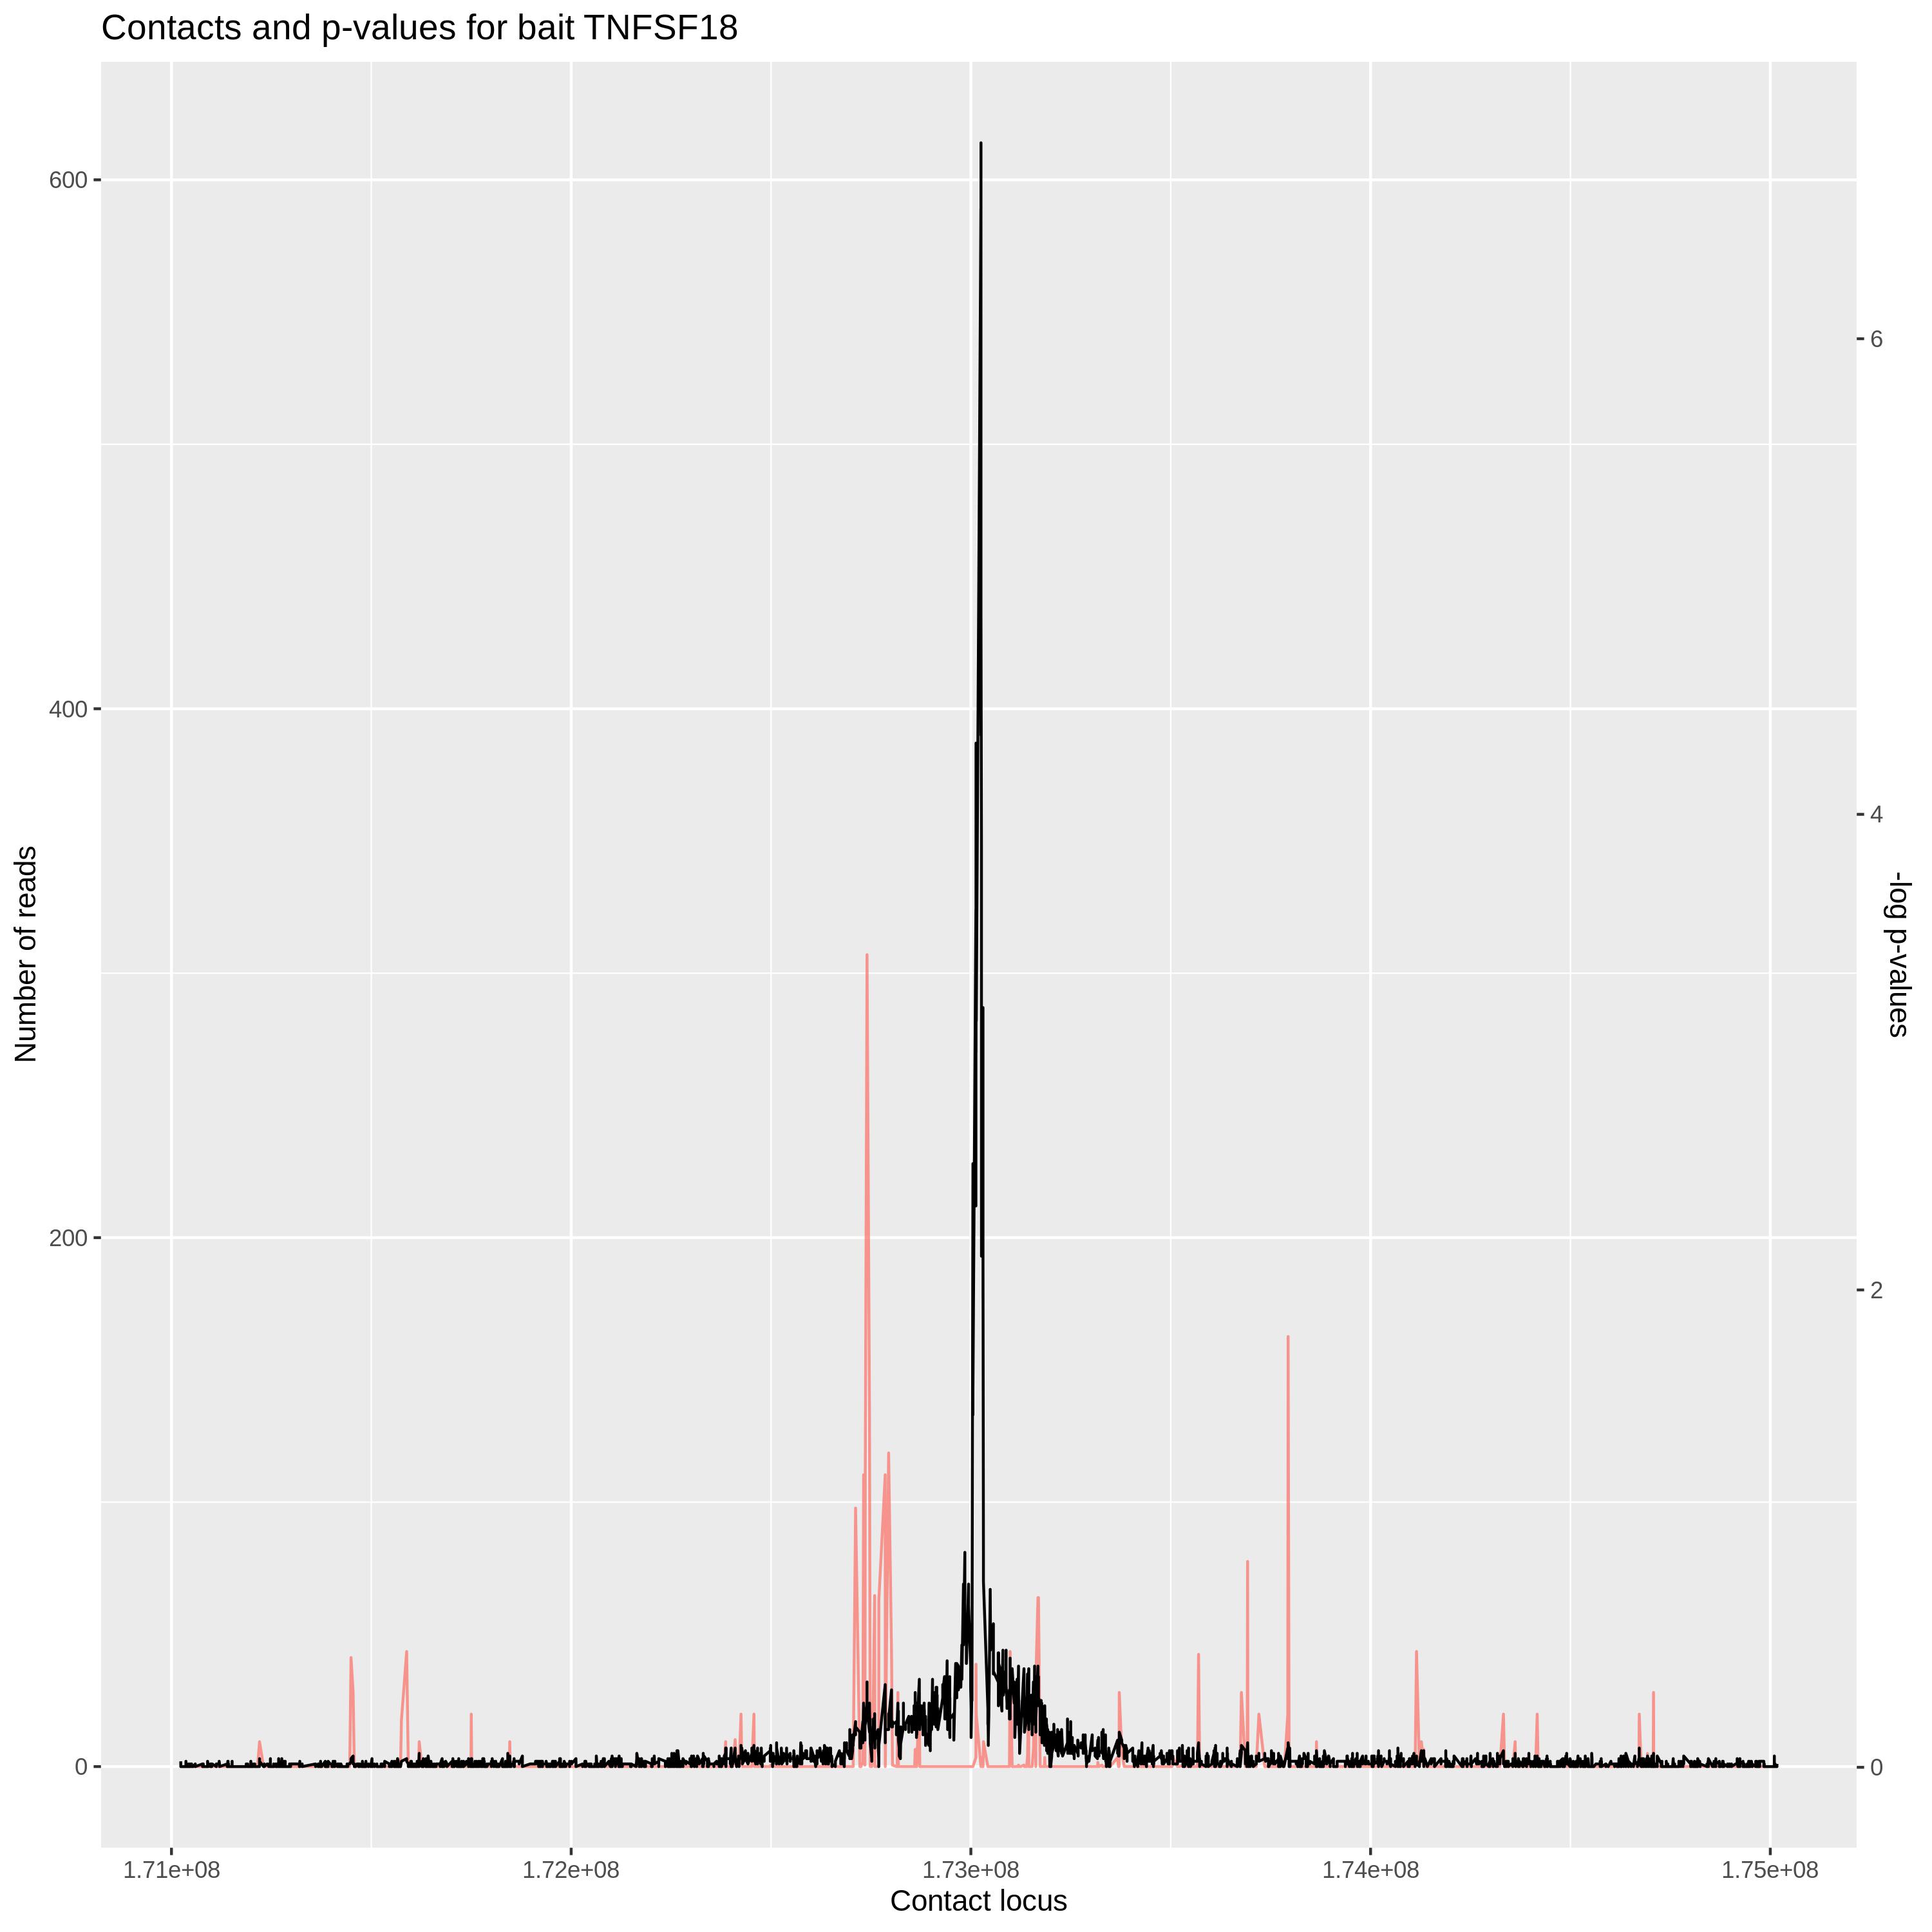 Contacts and p-values for bait TNFSF18
600
400
200
0
Number of reads
6
4
2
0
-log p-values
1.71e+08
1.72e+08
1.73e+08
1.74e+08
1.75e+08
Contact locus